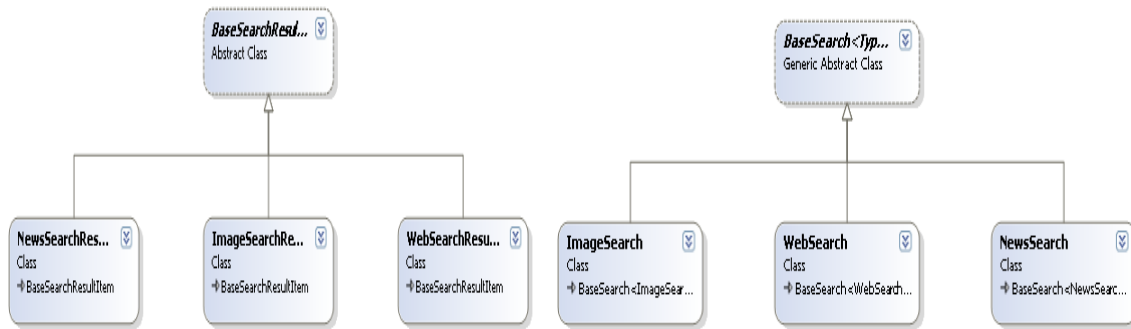 BaseSearchResul...
Abstract Class
NewsSearchRes...
Class
BaseSearchResultItem
ImageSearchRe...
Class
BaseSearchResultItem
WebSearchResu...
Class
BaseSearchResultItem
BaseSearch<Typ...
Generic Abstract Class
ImageSearch
Class
BaseSearch<ImageSear...
WebSearch
Class
BaseSearch<WebSearch...
NewsSearch
Class
BaseSearch<NewsSearc...